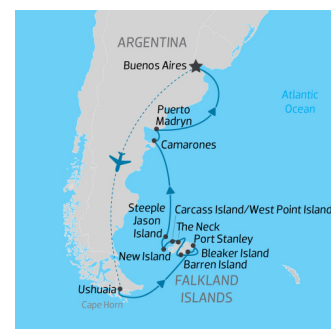 ARGENTINA
Buenos Aires
Atlantic
Ocean
Puerto
Madryn
Camarones
Steeple
Jason
Island
Carcass Island/West Point Island
The Neck
Port Stanley
New Island
Bleaker Island
Barren Island
Ushuaia
FALKLAND
ISLANDS
Cape Horn